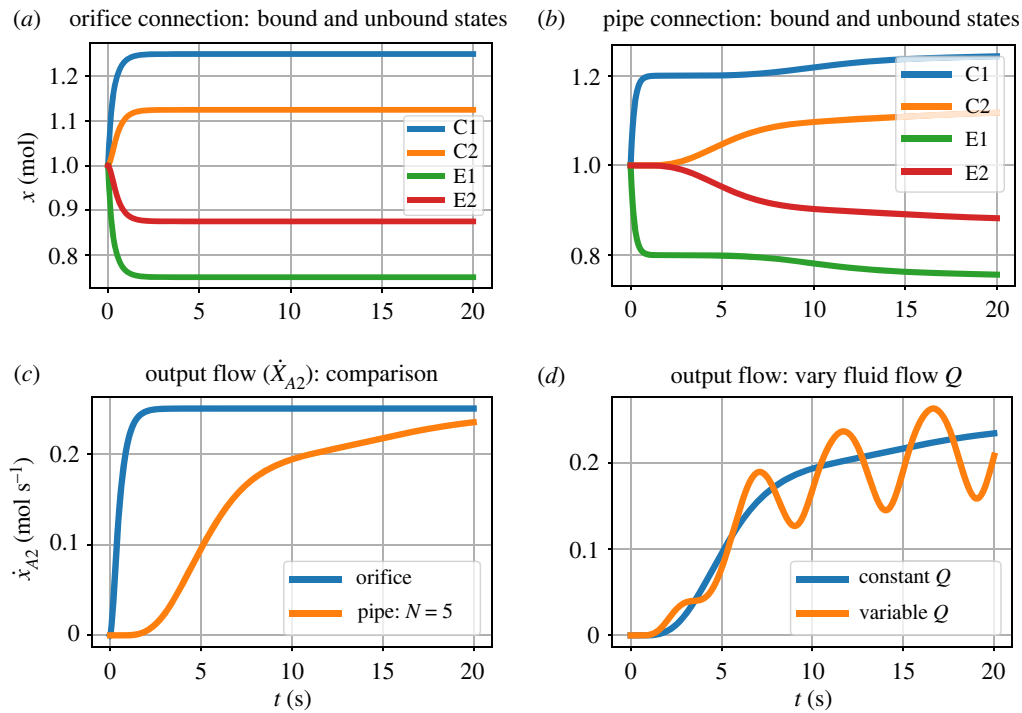 (a) orifice connection: bound and unbound states
1.2
1.1
1.0
0.9
0.8
x (mol)
C1
C2
E1
E2
0 5 10 15 20
(b) pipe connection: bound and unbound states
1.2
1.0
0.8
C1
C2
E1
E2
0 5 10 15 20
(c) output flow (Ẋ_A2): comparison
0.2
0.1
0
ẋ_A2 (mol s⁻¹)
orifice
pipe: N = 5
0 5 10 15 20
t (s)
(d) output flow: vary fluid flow Q
0.2
0.1
0
constant Q
variable Q
0 5 10 15 20
t (s)